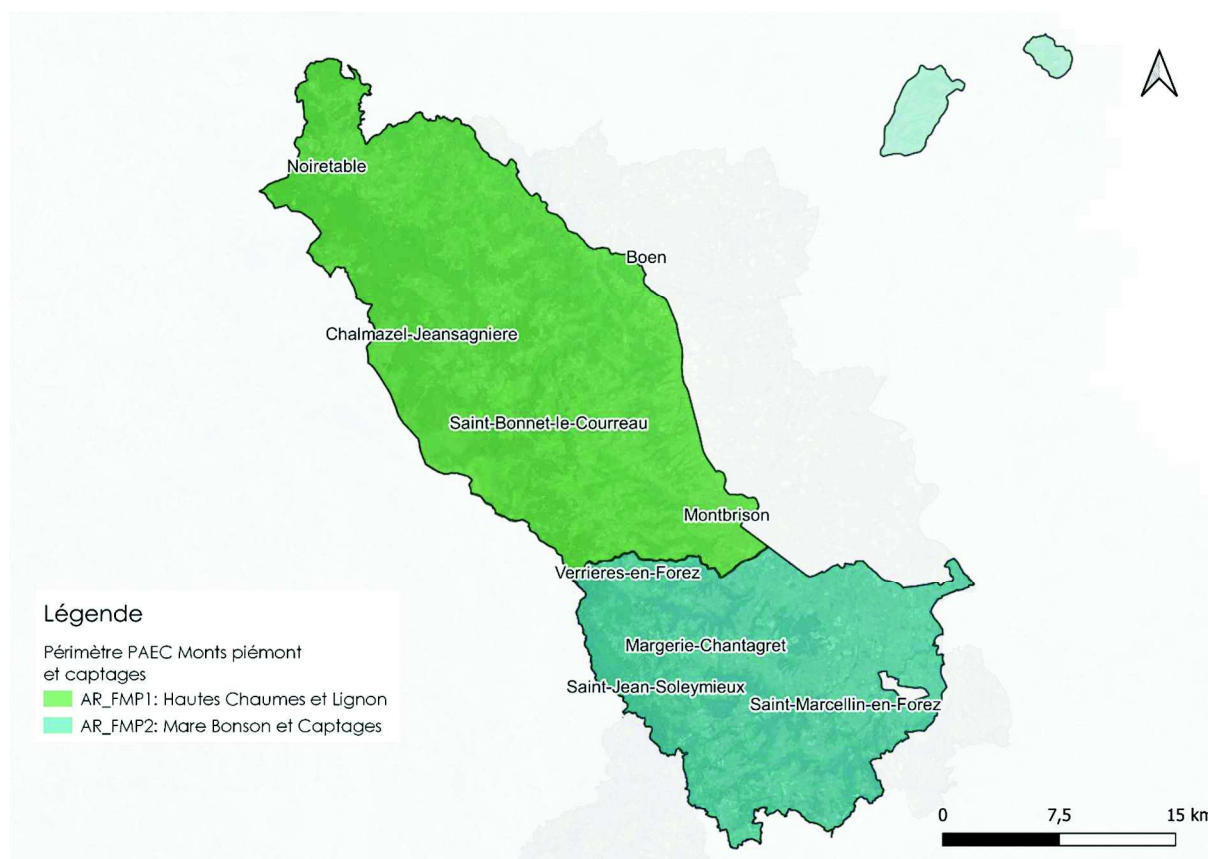 Noiretable
Boen
Chalmazel-Jeansagniere
Saint-Bonnet-le-Courreau
Montbrison
Verrieres-en-Forez
Margerie-Chantagret
Saint-Jean-Soleymieux
Saint-Marcellin-en-Forez
Légende
Périmètre PAEC Monts piémont
et captages
AR_FMP1: Hautes Chaumes et Lignon
AR_FMP2: Mare Bonson et Captages
0 7,5 15 km